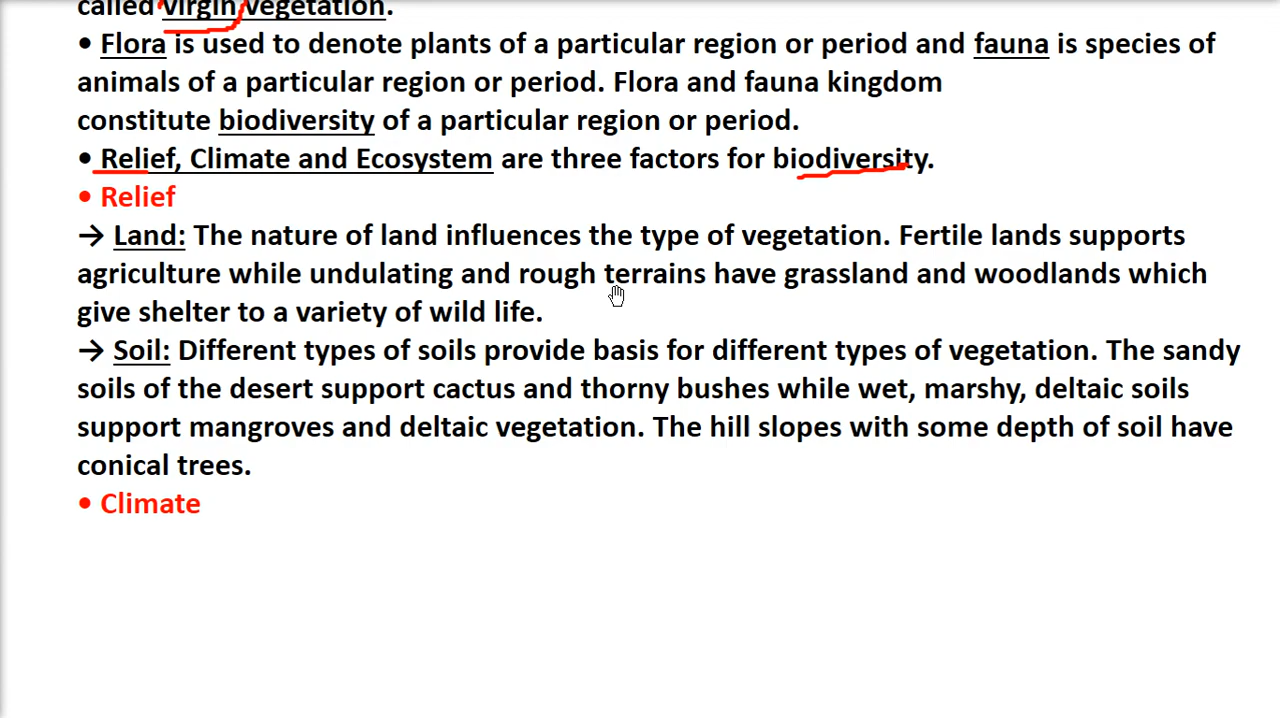 called virgin vegetation.
• Flora is used to denote plants of a particular region or period and fauna is species of
animals of a particular region or period. Flora and fauna kingdom
constitute biodiversity of a particular region or period.
• Relief, Climate and Ecosystem are three factors for biodiversity.
• Relief
→ Land: The nature of land influences the type of vegetation. Fertile lands supports
agriculture while undulating and rough terrains have grassland and woodlands which
give shelter to a variety of wild life.
→ Soil: Different types of soils provide basis for different types of vegetation. The sandy
soils of the desert support cactus and thorny bushes while wet, marshy, deltaic soils
support mangroves and deltaic vegetation. The hill slopes with some depth of soil have
conical trees.
• Climate